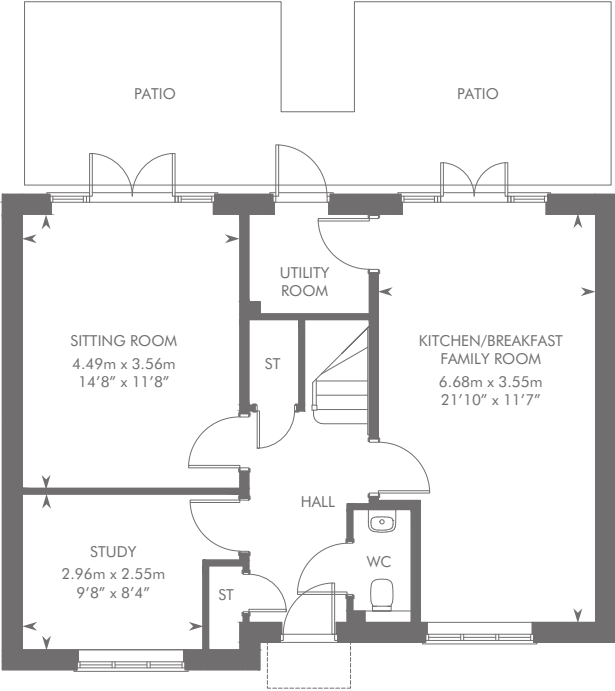 PATIO
PATIO
UTILITY
ROOM
SITTING ROOM
4.49m x 3.56m
14’8” x 11’8”
ST
KITCHEN/BREAKFAST
FAMILY ROOM
6.68m x 3.55m
21’10” x 11’7”
HALL
STUDY
2.96m x 2.55m
9’8” x 8’4”
ST
WC